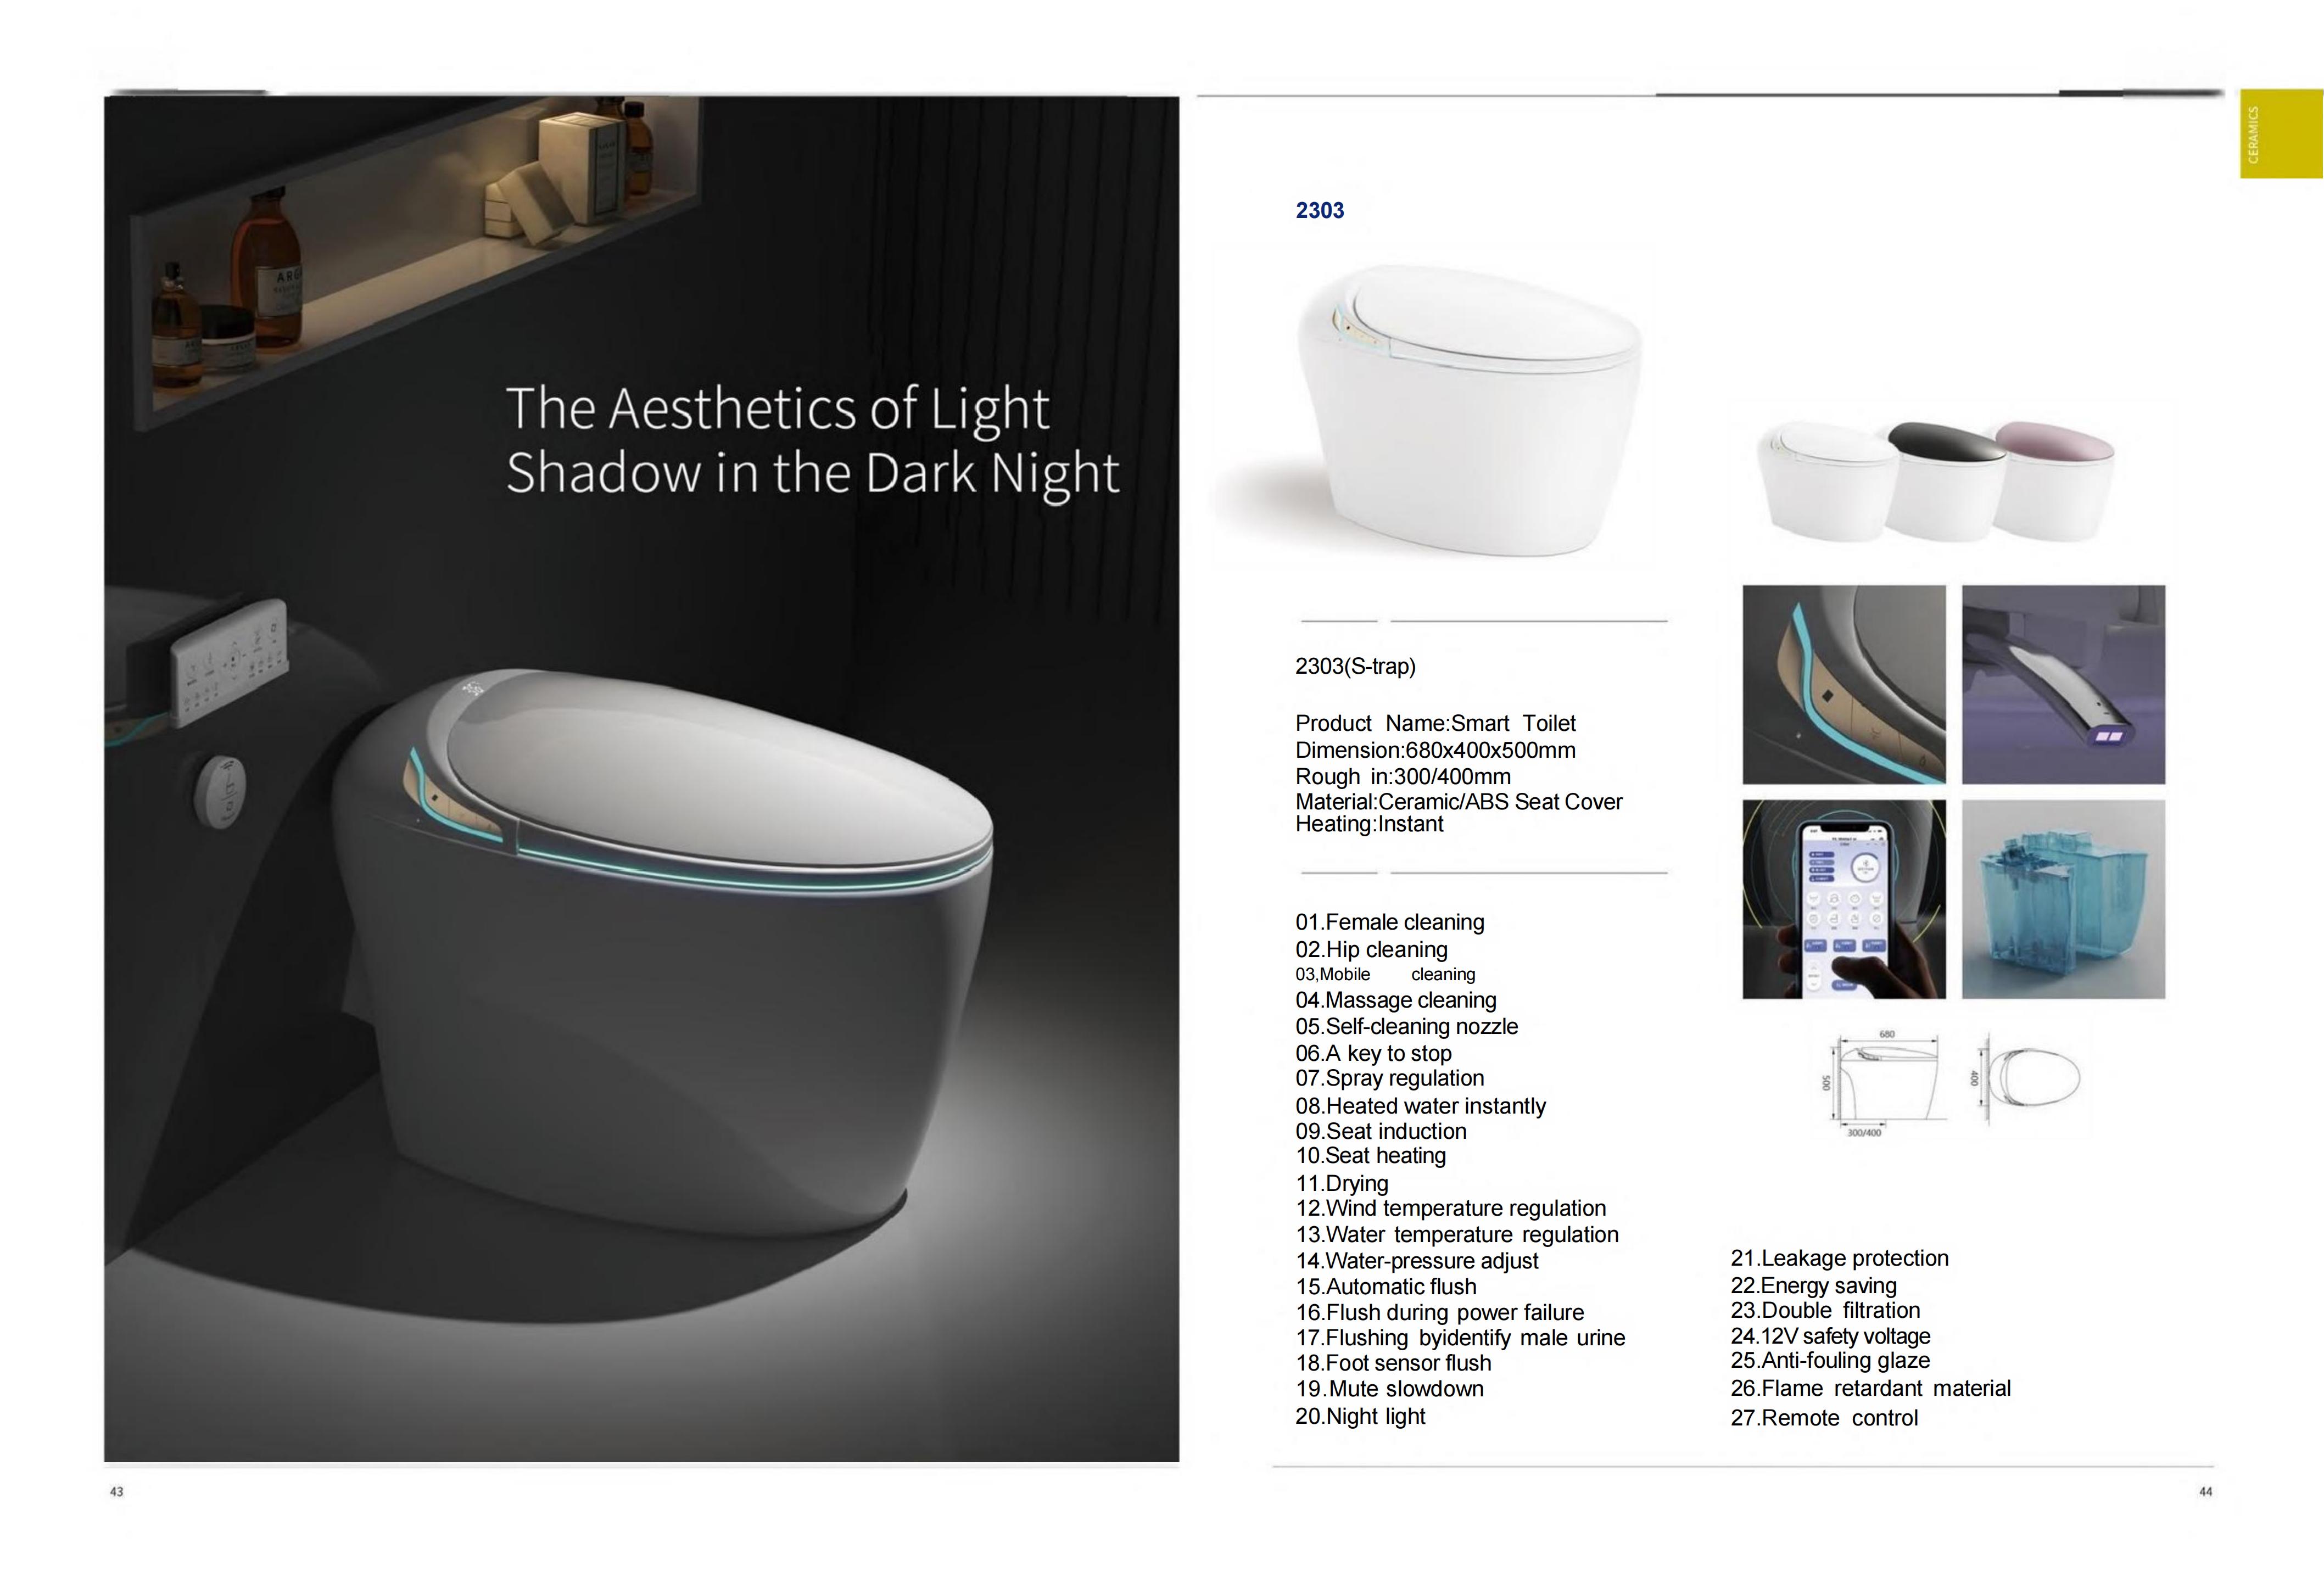 The Aesthetics of Light
Shadow in the Dark Night
43
CERAMICS
2303
2303(S-trap)
Product Name:Smart Toilet
Dimension:680x400x500mm
Rough in:300/400mm
Material:Ceramic/ABS Seat Cover
Heating:Instant
01.Female cleaning
02.Hip cleaning
03,Mobile cleaning
04.Massage cleaning
05.Self-cleaning nozzle
06.A key to stop
07.Spray regulation
08.Heated water instantly
09.Seat induction
10.Seat heating
11.Drying
12.Wind temperature regulation
13.Water temperature regulation
14.Water-pressure adjust
15.Automatic flush
16.Flush during power failure
17.Flushing byidentify male urine
18.Foot sensor flush
19.Mute slowdown
20.Night light
680
500
300/400
400
21.Leakage protection
22.Energy saving
23.Double filtration
24.12V safety voltage
25.Anti-fouling glaze
26.Flame retardant material
27.Remote control
44